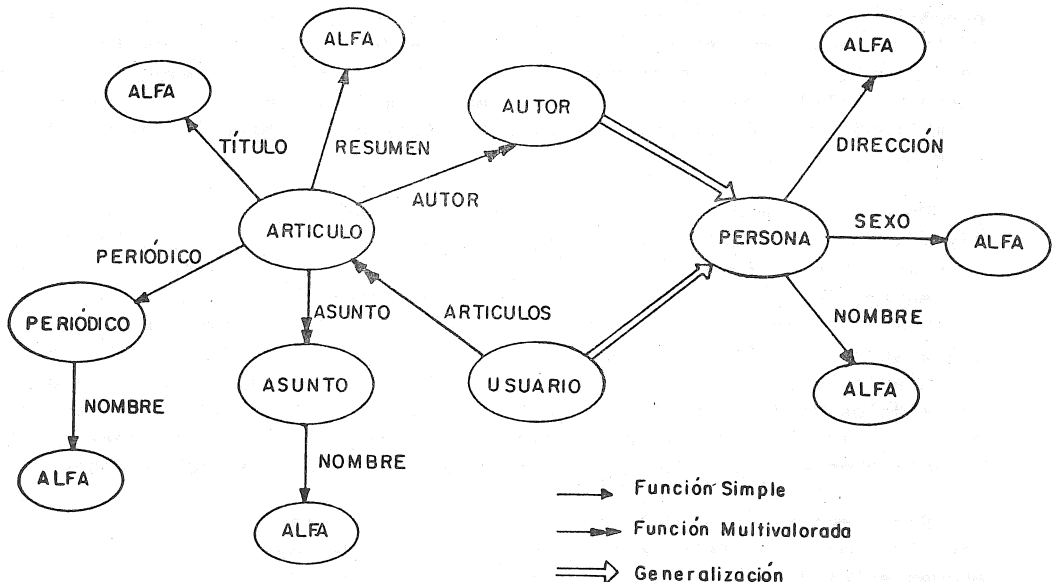 ALFA
ALFA
ALFA
AUTOR
TÍTULO
RESUMEN
DIRECCIÓN
AUTOR
ARTICULO
PERSONA
SEXO
ALFA
PERIÓDICO
ASUNTO
ARTICULOS
NOMBRE
PERIÓDICO
ASUNTO
USUARIO
ALFA
NOMBRE
NOMBRE
ALFA
ALFA
Función Simple
Función Multivalorada
Generalización